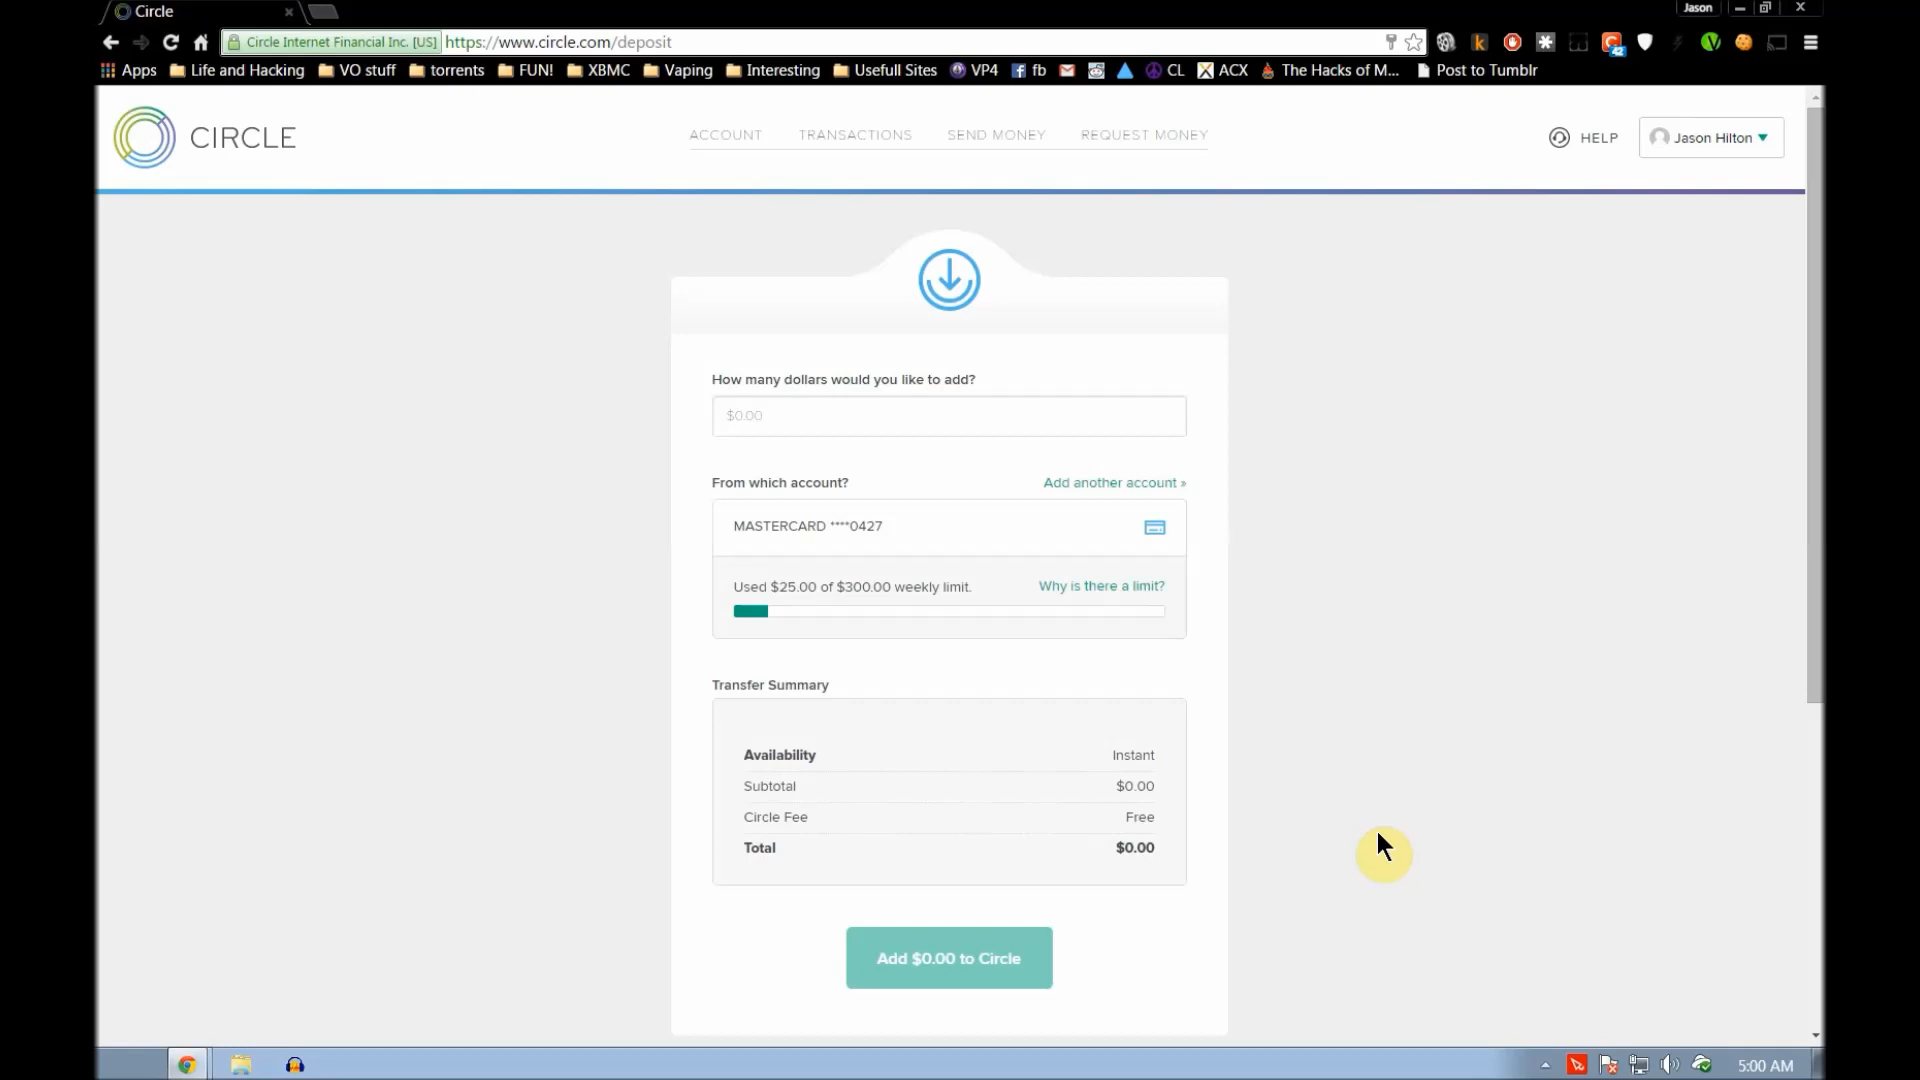 Circle
Jason
Circle Internet Financial Inc. [US] https://www.circle.com/deposit
42
Apps Life and Hacking VO stuff torrents FUN! XBMC Vaping Interesting Usefull Sites VP4 fb CL ACX The Hacks of M... Post to Tumblr
CIRCLE
ACCOUNT TRANSACTIONS SEND MONEY REQUEST MONEY
HELP
Jason Hilton
How many dollars would you like to add?
$0.00
From which account? Add another account »
MASTERCARD ****0427
Used $25.00 of $300.00 weekly limit. Why is there a limit?
Transfer Summary
Availability Instant
Subtotal $0.00
Circle Fee Free
Total $0.00
Add $0.00 to Circle
5:00 AM